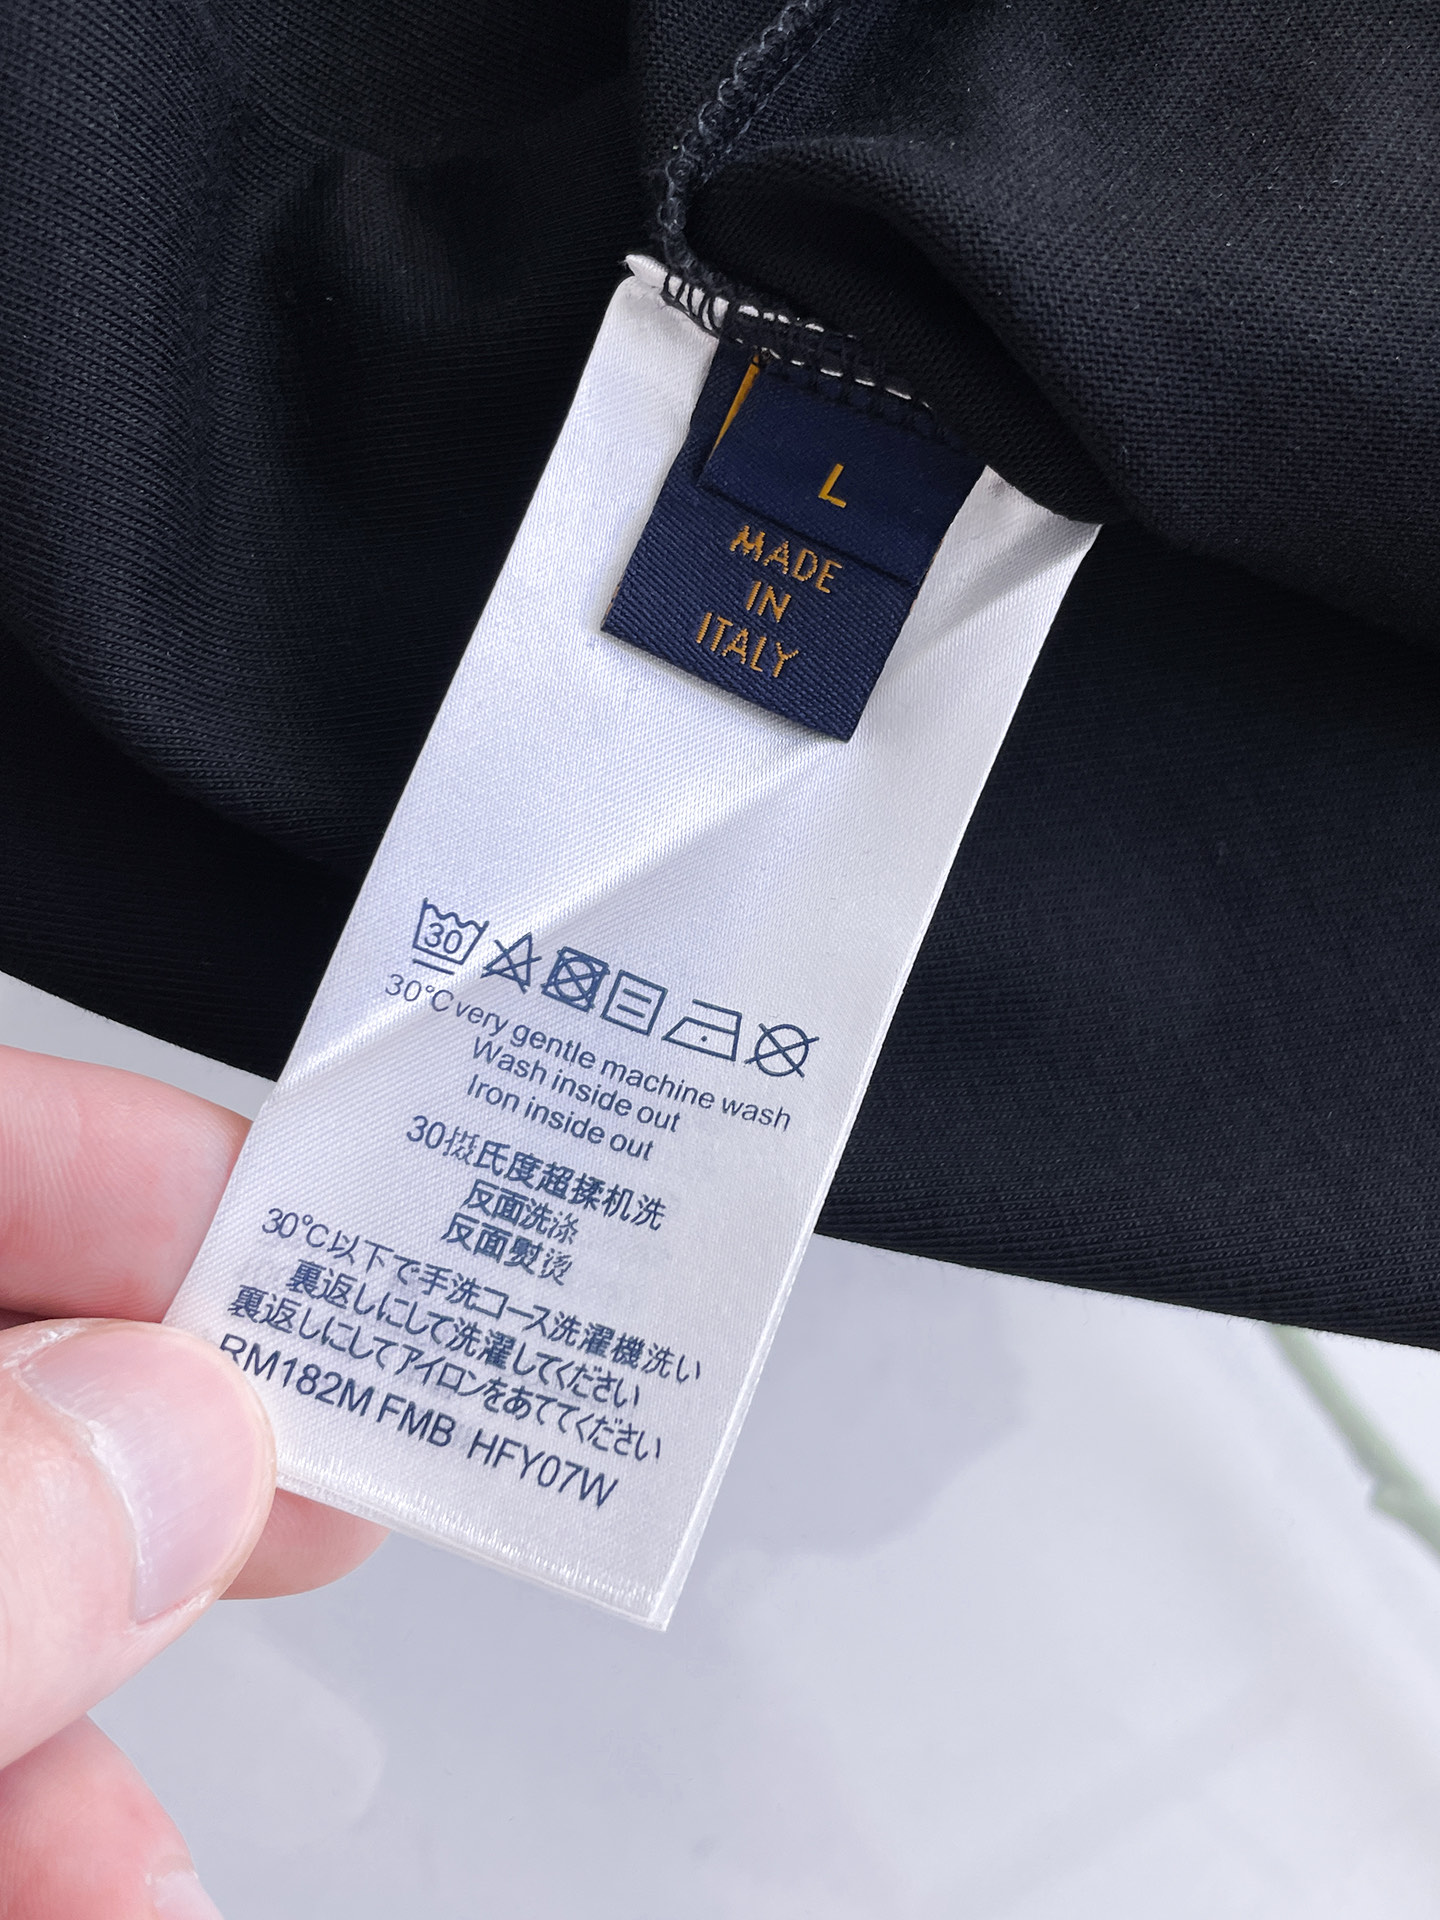 L
MADE
IN
ITALY
30
30°C very gentle machine wash
Wash inside out
Iron inside out
30摄氏度超揉机洗
反面洗涤
反面熨烫
30°C以下で手洗コース洗濯機洗い
裏返しにして洗濯してください
裏返しにしてアイロンをあててください
RM182M FMB HFY07W